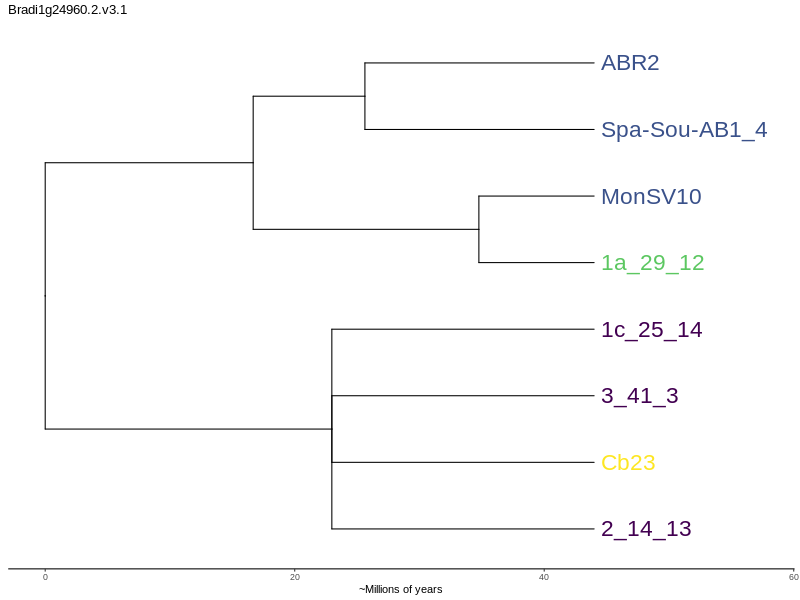 Bradi1g24960.2.v3.1
ABR2
Spa-Sou-AB1_4
MonSV10
1a_29_12
1c_25_14
3_41_3
Cb23
2_14_13
0 20 40 60
~Millions of years